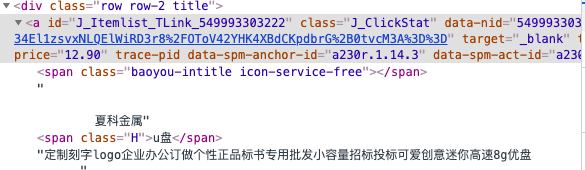 ▼<div class="row row-2 title">
▼<a id="J_Itemlist_TLink_549993303222" class="J_ClickStat" data-nid="5499933032
34El1zsvxNLQElWiRD3r8%2FOToV42YHK4XBdCKpdbrG%2B0tvcM3A%3D%3D" target="_blank" t
price="12.90" trace-pid data-spm-anchor-id="a230r.1.14.3" data-spm-act-id="a230
<span class="baoyu-intitle icon-service-free"></span>
"
夏科金属"
<span class="H">u盘</span>
"定制刻字logo企业办公订做个性正品标书专用批发小容量招标投标可爱创意迷你高速8g优盘
"